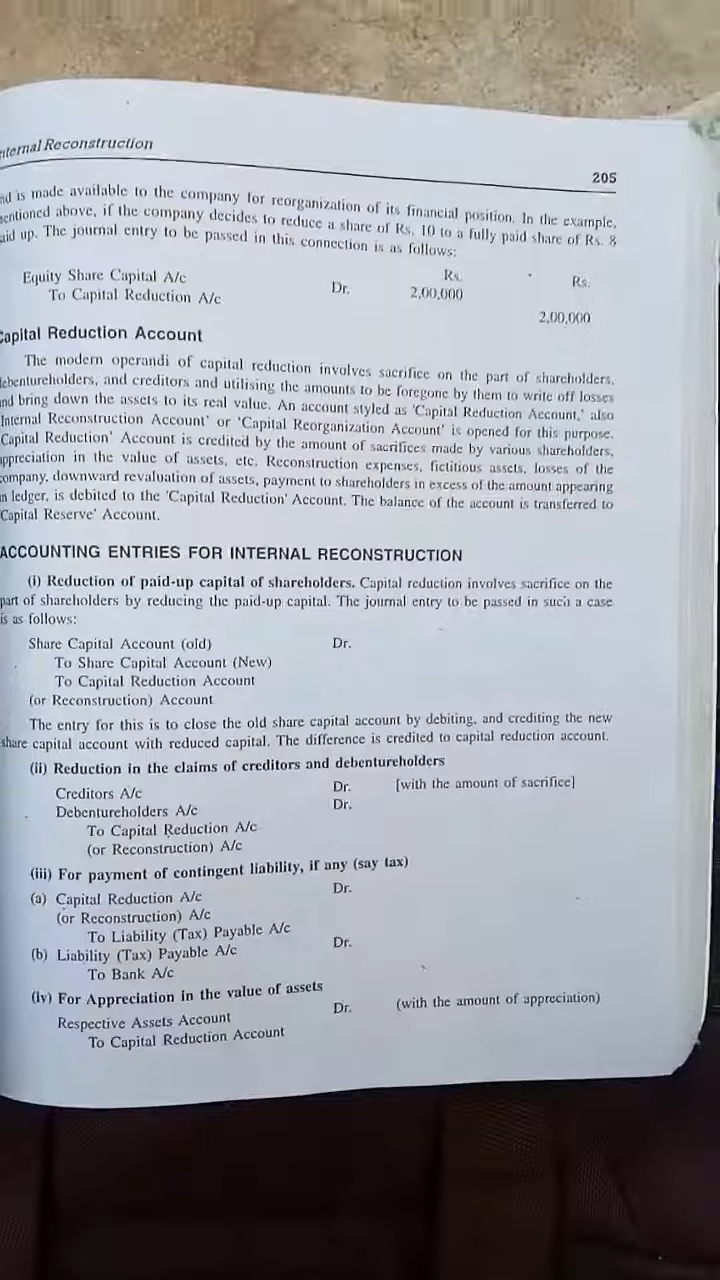 nternal Reconstruction
205
nd is made available to the company for reorganization of its financial position. In the example,
entioned above, if the company decides to reduce a share of Rs. 10 to a fully paid share of Rs. 8
aid up. The journal entry to be passed in this connection is as follows:
Rs. Rs.
Equity Share Capital A/c Dr. 2,00,000
To Capital Reduction A/c 2,00,000
Capital Reduction Account
The modern operandi of capital reduction involves sacrifice on the part of shareholders,
debentureholders, and creditors and utilising the amounts to be foregone by them to write off losses
and bring down the assets to its real value. An account styled as 'Capital Reduction Account,' also
Internal Reconstruction Account' or 'Capital Reorganization Account' is opened for this purpose.
Capital Reduction' Account is credited by the amount of sacrifices made by various shareholders,
appreciation in the value of assets, etc. Reconstruction expenses, fictitious assets, losses of the
company, downward revaluation of assets, payment to shareholders in excess of the amount appearing
in ledger, is debited to the 'Capital Reduction' Account. The balance of the account is transferred to
Capital Reserve' Account.
ACCOUNTING ENTRIES FOR INTERNAL RECONSTRUCTION
(i) Reduction of paid-up capital of shareholders. Capital reduction involves sacrifice on the
part of shareholders by reducing the paid-up capital. The journal entry to be passed in such a case
is as follows:
Share Capital Account (old) Dr.
To Share Capital Account (New)
To Capital Reduction Account
(or Reconstruction) Account
The entry for this is to close the old share capital account by debiting, and crediting the new
share capital account with reduced capital. The difference is credited to capital reduction account.
(ii) Reduction in the claims of creditors and debentureholders
Creditors A/c Dr. [with the amount of sacrifice]
Debentureholders A/c Dr.
To Capital Reduction A/c
(or Reconstruction) A/c
(iii) For payment of contingent liability, if any (say tax)
(a) Capital Reduction A/c Dr.
(or Reconstruction) A/c
To Liability (Tax) Payable A/c
(b) Liability (Tax) Payable A/c Dr.
To Bank A/c
(iv) For Appreciation in the value of assets
Respective Assets Account Dr. (with the amount of appreciation)
To Capital Reduction Account